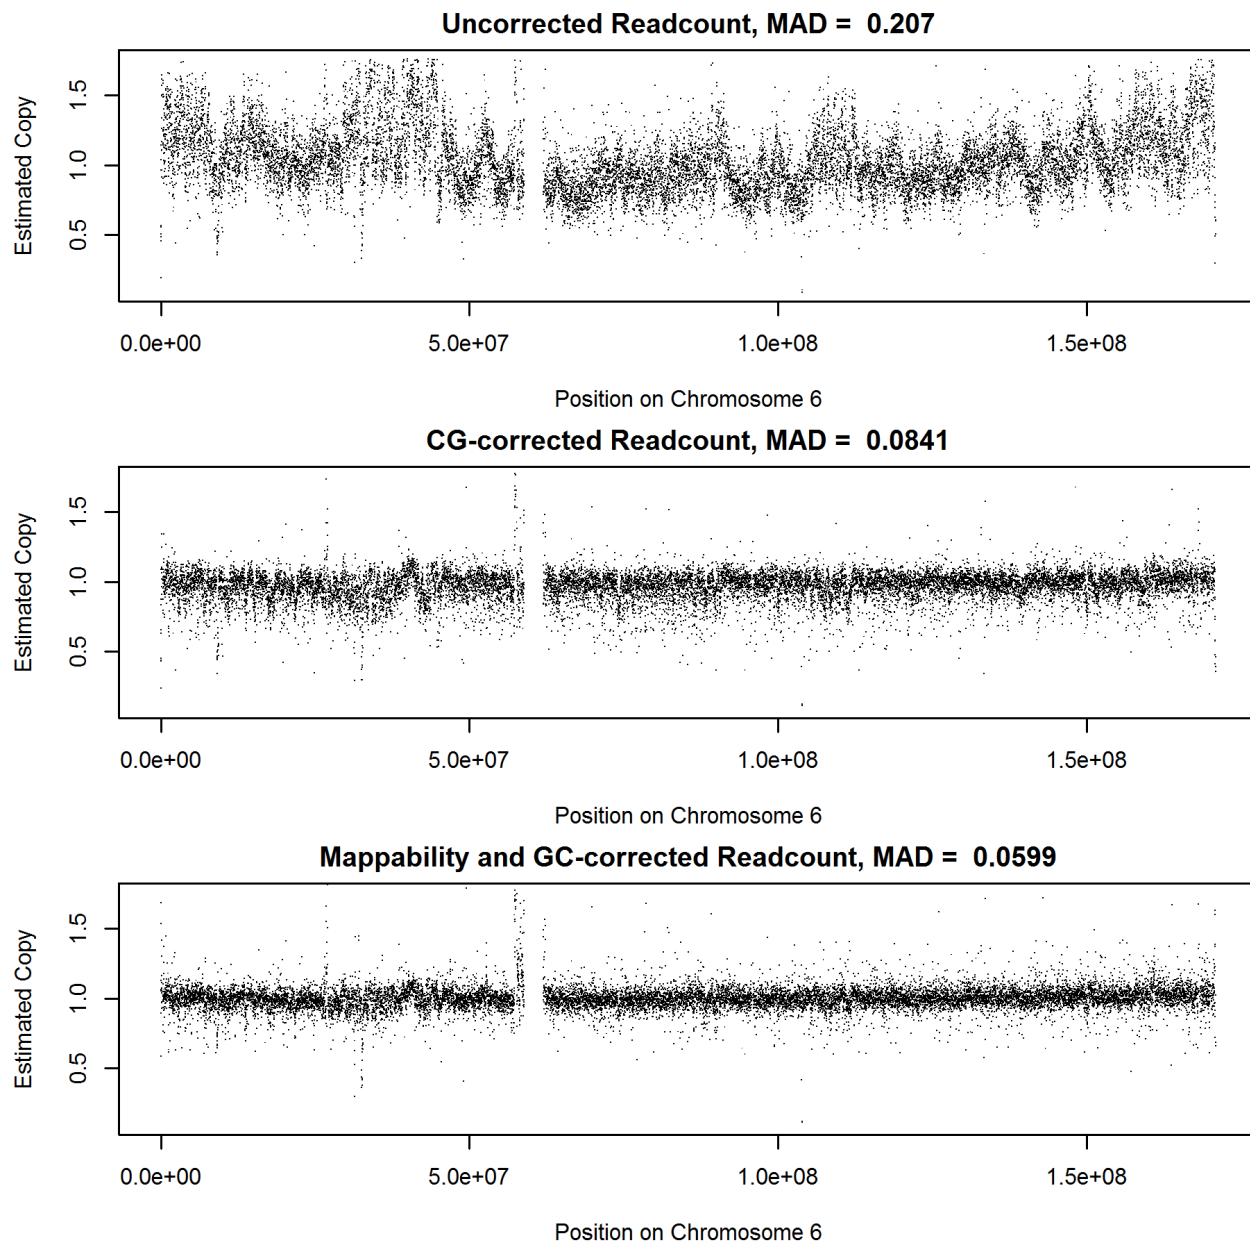 Uncorrected Readcount, MAD =  0.207
Estimated Copy
1.5
1.0
0.5
0.0e+00 5.0e+07 1.0e+08 1.5e+08
Position on Chromosome 6
CG-corrected Readcount, MAD =  0.0841
Estimated Copy
1.5
1.0
0.5
0.0e+00 5.0e+07 1.0e+08 1.5e+08
Position on Chromosome 6
Mappability and GC-corrected Readcount, MAD =  0.0599
Estimated Copy
1.5
1.0
0.5
0.0e+00 5.0e+07 1.0e+08 1.5e+08
Position on Chromosome 6